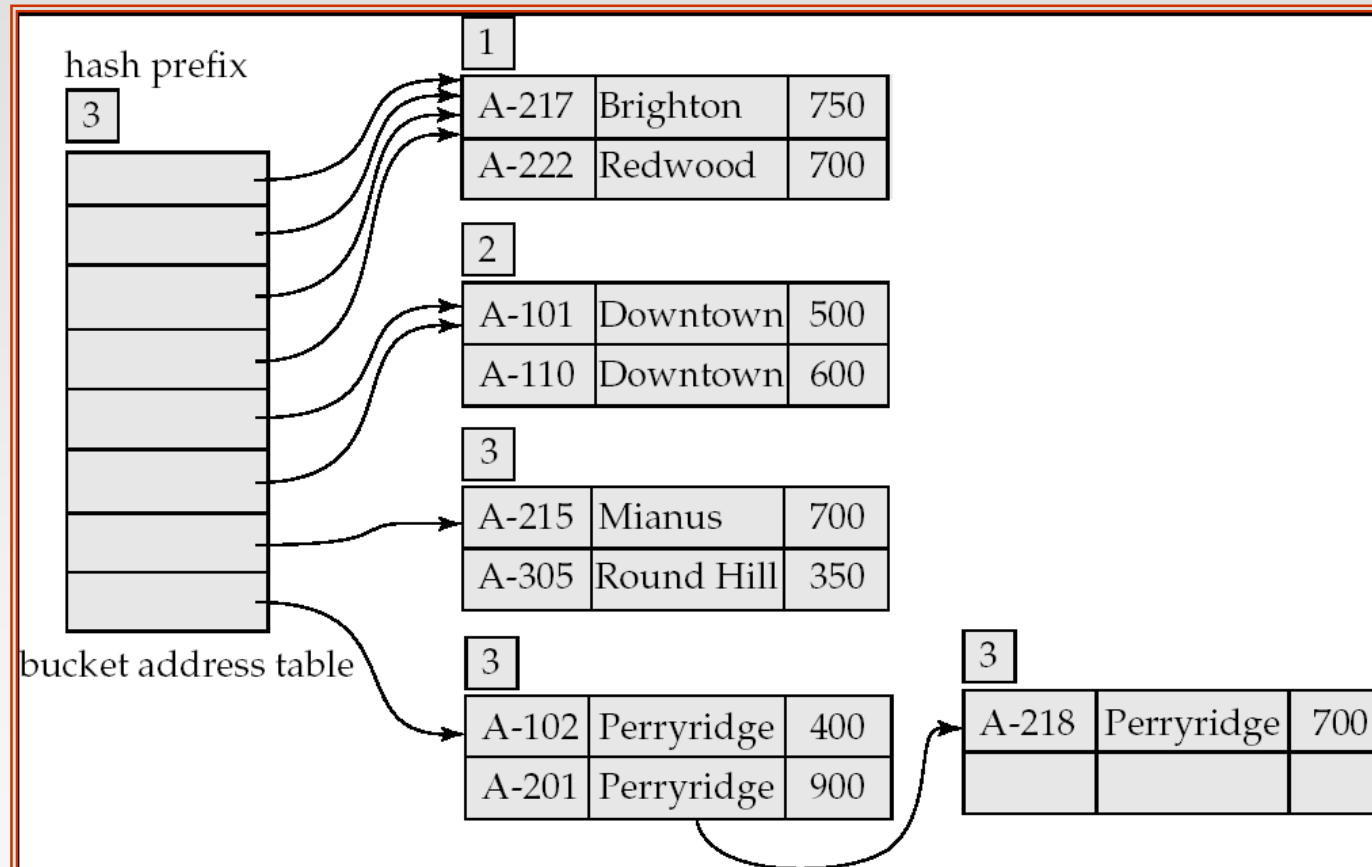 hash prefix
3
bucket address table
1
A-217 Brighton 750
A-222 Redwood 700
2
A-101 Downtown 500
A-110 Downtown 600
3
A-215 Mianus 700
A-305 Round Hill 350
3
A-102 Perryridge 400
A-201 Perryridge 900
3
A-218 Perryridge 700